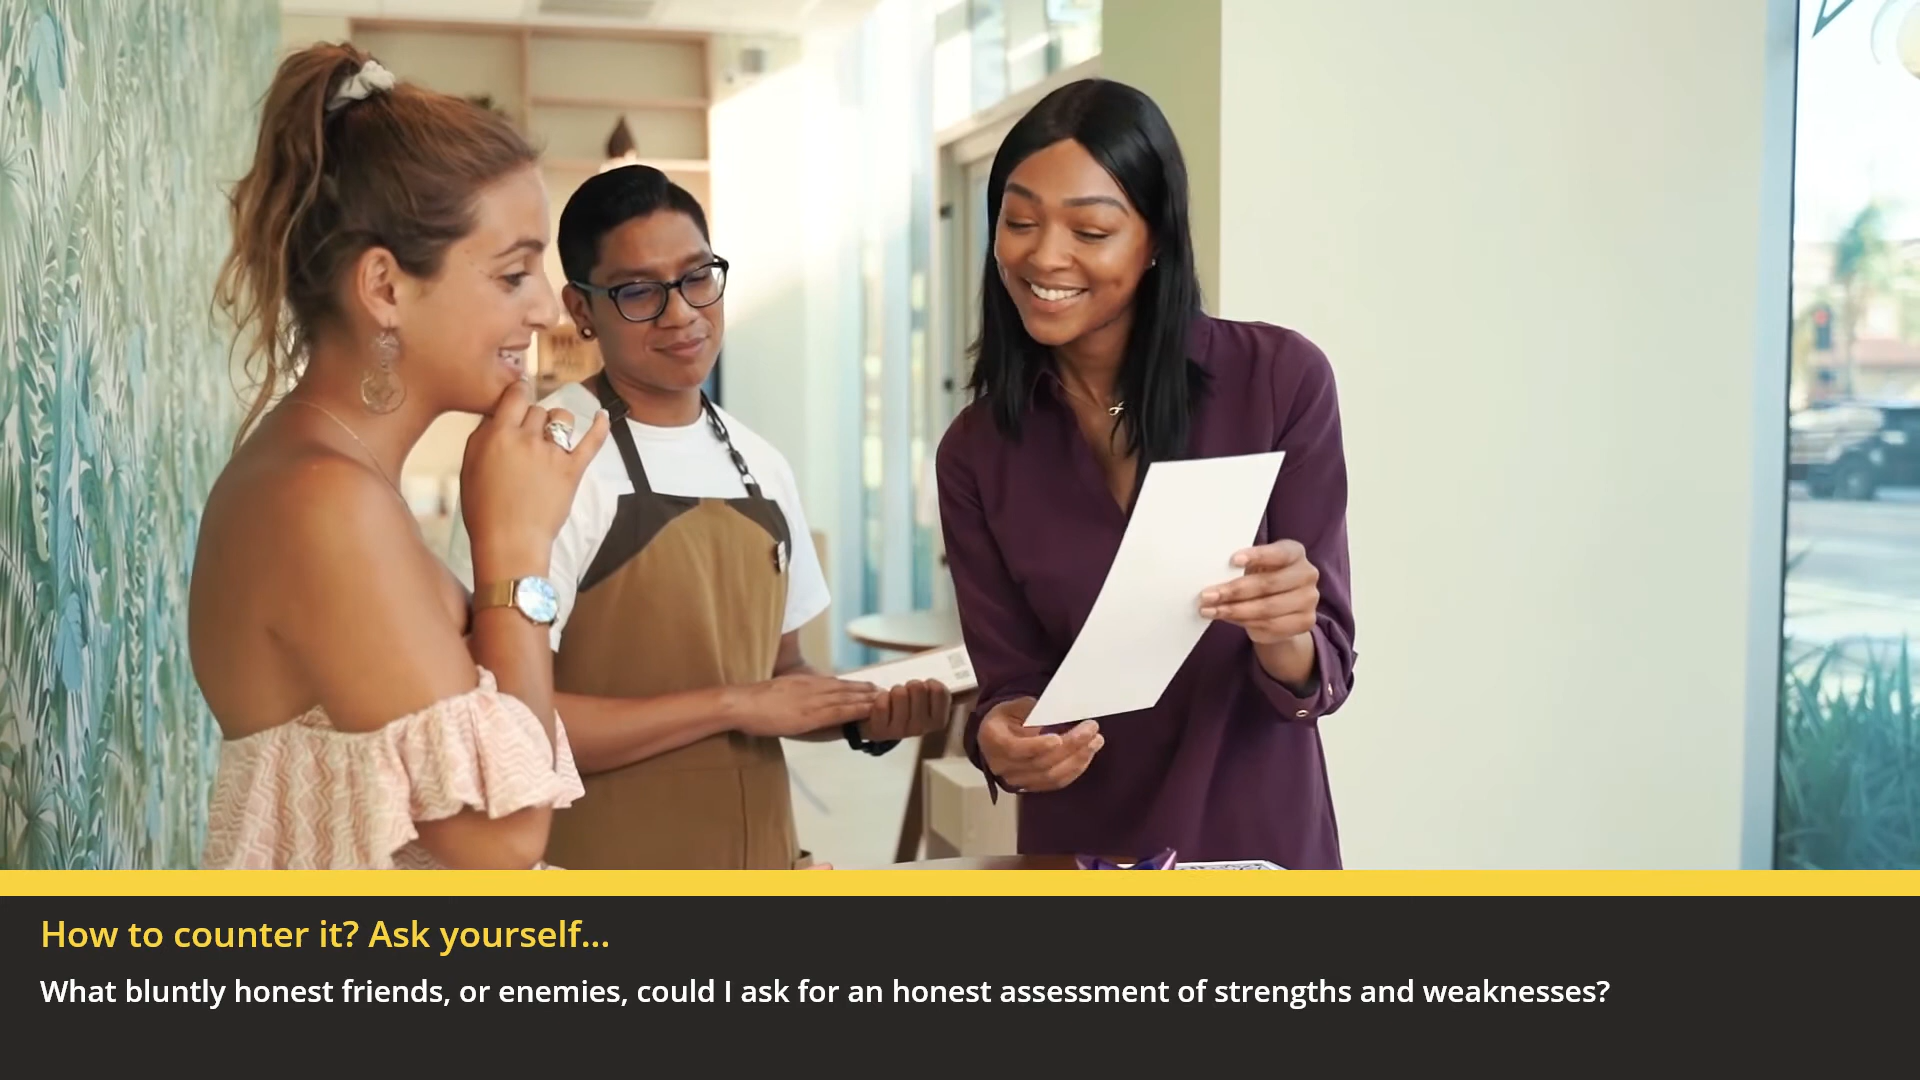 How to counter it? Ask yourself...
What bluntly honest friends, or enemies, could I ask for an honest assessment of strengths and weaknesses?